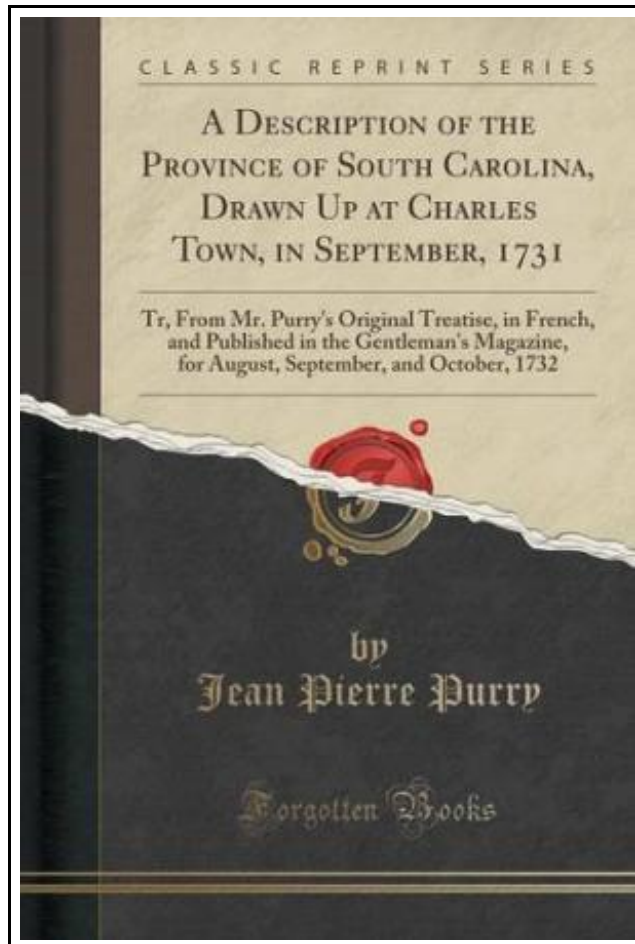 CLASSIC REPRINT SERIES
A DESCRIPTION OF THE
PROVINCE OF SOUTH CAROLINA,
DRAWN UP AT CHARLES
TOWN, IN SEPTEMBER, 1731
Tr, From Mr. Purry's Original Treatise, in French,
and Published in the Gentleman's Magazine,
for August, September, and October, 1732
F
by
Jean Pierre Purry
Forgotten Books